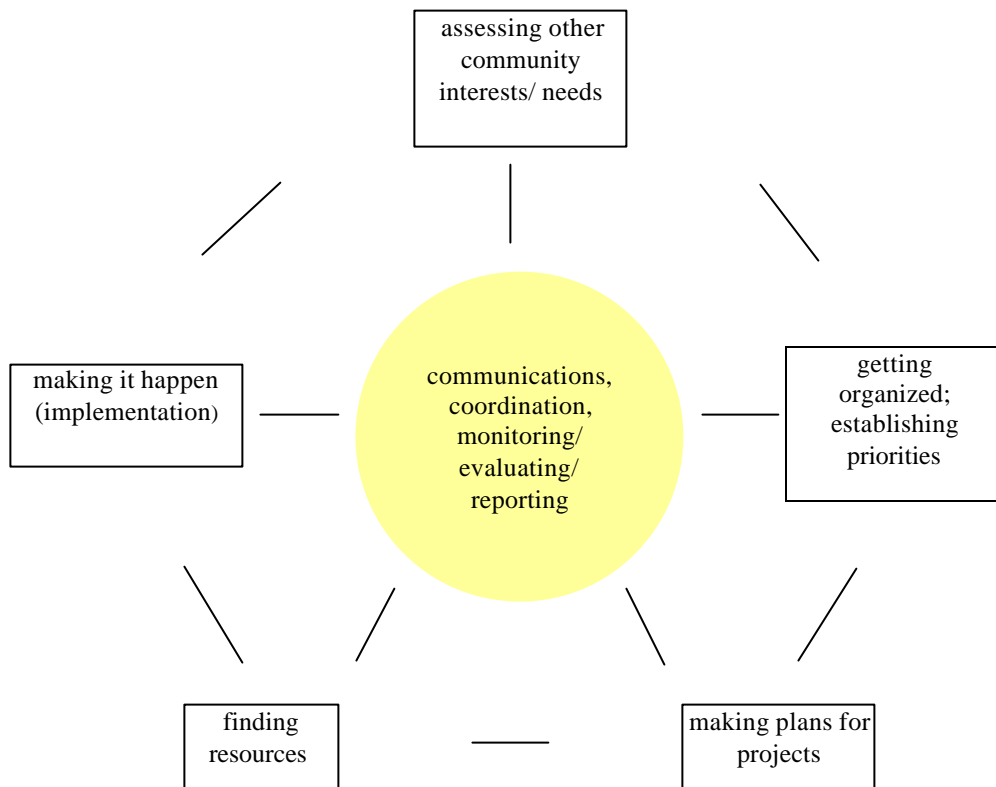 assessing other
community
interests/ needs
making it happen
(implementation)
communications,
coordination,
monitoring/
evaluating/
reporting
getting
organized;
establishing
priorities
finding
resources
making plans for
projects